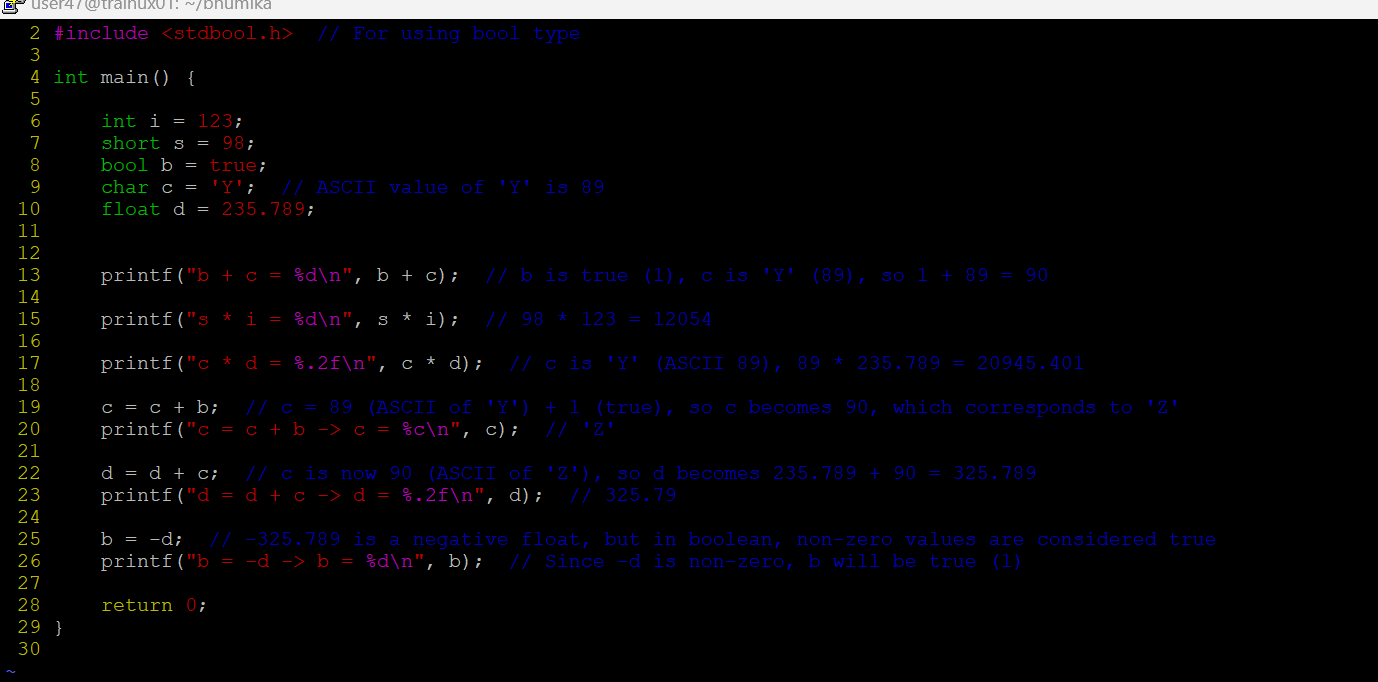 user47@trainux01: ~/bhumika
2 #include <stdbool.h>  // For using bool type
3
4 int main() {
5
6     int i = 123;
7     short s = 98;
8     bool b = true;
9     char c = 'Y';  // ASCII value of 'Y' is 89
10     float d = 235.789;
11
12
13     printf("b + c = %d\n", b + c);  // b is true (1), c is 'Y' (89), so 1 + 89 = 90
14
15     printf("s * i = %d\n", s * i);  // 98 * 123 = 12054
16
17     printf("c * d = %.2f\n", c * d);  // c is 'Y' (ASCII 89), 89 * 235.789 = 20945.401
18
19     c = c + b;  // c = 89 (ASCII of 'Y') + 1 (true), so c becomes 90, which corresponds to 'Z'
20     printf("c = c + b -> c = %c\n", c);  // 'Z'
21
22     d = d + c;  // c is now 90 (ASCII of 'Z'), so d becomes 235.789 + 90 = 325.789
23     printf("d = d + c -> d = %.2f\n", d);  // 325.79
24
25     b = -d;  // -325.789 is a negative float, but in boolean, non-zero values are considered true
26     printf("b = -d -> b = %d\n", b);  // Since -d is non-zero, b will be true (1)
27
28     return 0;
29 }
30
~